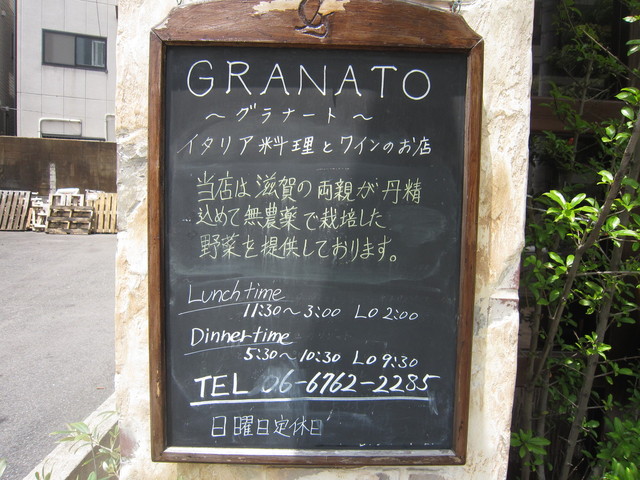 GRANATO
～グラナート～
イタリア料理とワインのお店
当店は滋賀の両親が丹精
込めて無農薬で栽培した
野菜を提供しております。
Lunchtime
11:30～3:00 LO 2:00
Dinnertime
5:30～10:30 LO 9:30
TEL 06-6762-2285
日曜日定休日